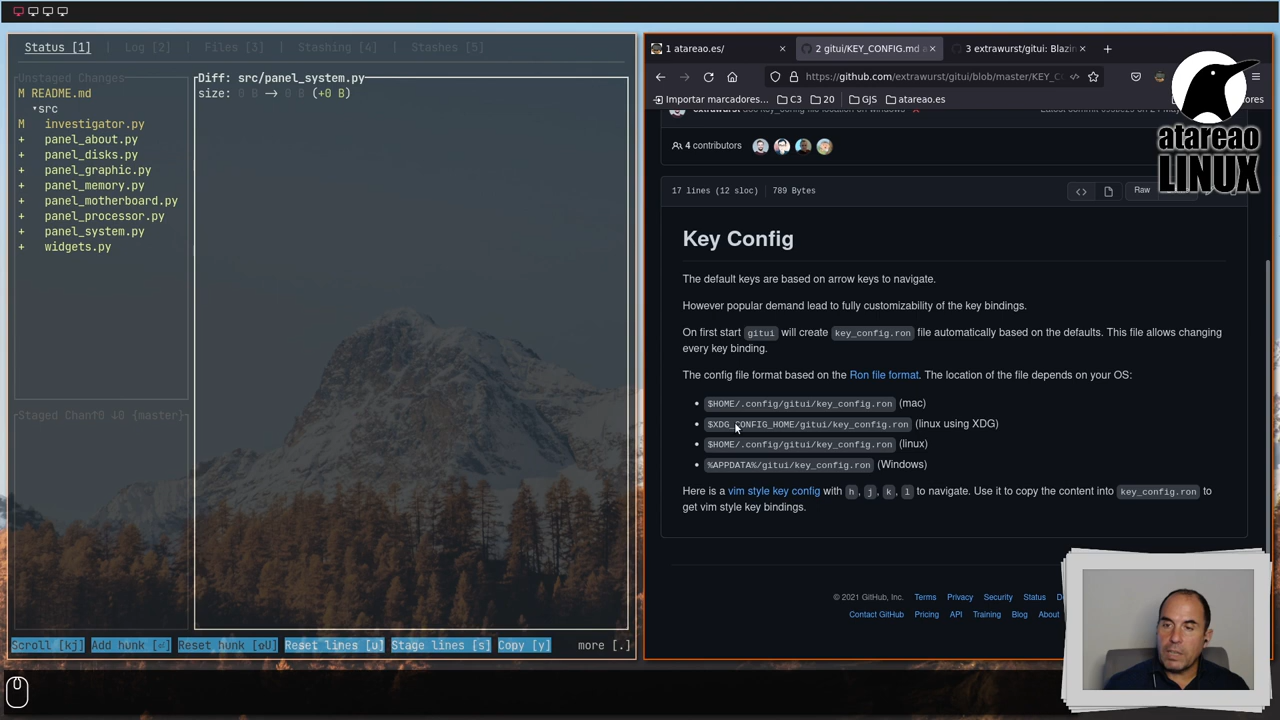 Status [1] | Log [2] | Files [3] | Stashing [4] | Stashes [5]
Unstaged Changes
M README.md
▾src
M investigator.py
+ panel_about.py
+ panel_disks.py
+ panel_graphic.py
+ panel_memory.py
+ panel_motherboard.py
+ panel_processor.py
+ panel_system.py
+ widgets.py
Staged Chan↑0 ↓0 {master}
Diff: src/panel_system.py
size: 0 B -> 0 B (+0 B)
Scroll [kj] Add hunk [⏎] Reset hunk [⇧U] Reset lines [u] Stage lines [s] Copy [y] more [.]
1 atareao.es/
2 gitui/KEY_CONFIG.md a
3 extrawurst/gitui: Blazin
https://github.com/extrawurst/gitui/blob/master/KEY_C
Importar marcadores... C3 20 GJS atareao.es
4 contributors
17 lines (12 sloc) | 789 Bytes
Raw
Key Config
The default keys are based on arrow keys to navigate.
However popular demand lead to fully customizability of the key bindings.
On first start gitui will create key_config.ron file automatically based on the defaults. This file allows changing
every key binding.
The config file format based on the Ron file format. The location of the file depends on your OS:
• $HOME/.config/gitui/key_config.ron (mac)
• $XDG_CONFIG_HOME/gitui/key_config.ron (linux using XDG)
• $HOME/.config/gitui/key_config.ron (linux)
• %APPDATA%/gitui/key_config.ron (Windows)
Here is a vim style key config with h, j, k, l to navigate. Use it to copy the content into key_config.ron to
get vim style key bindings.
© 2021 GitHub, Inc. Terms Privacy Security Status
Contact GitHub Pricing API Training Blog About
atareao
LINUX